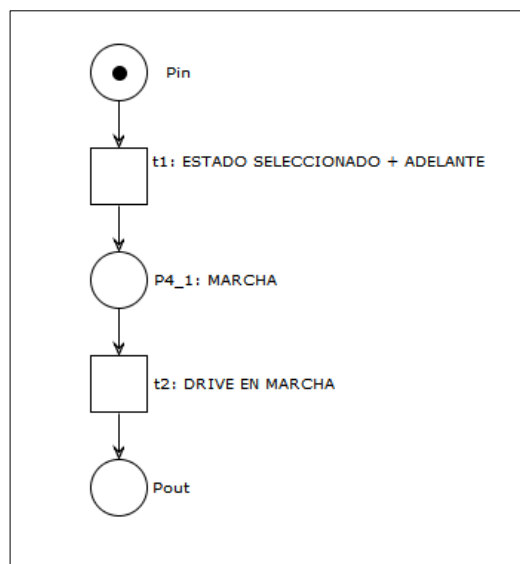 Pin
t1: ESTADO SELECCIONADO + ADELANTE
P4_1: MARCHA
t2: DRIVE EN MARCHA
Pout